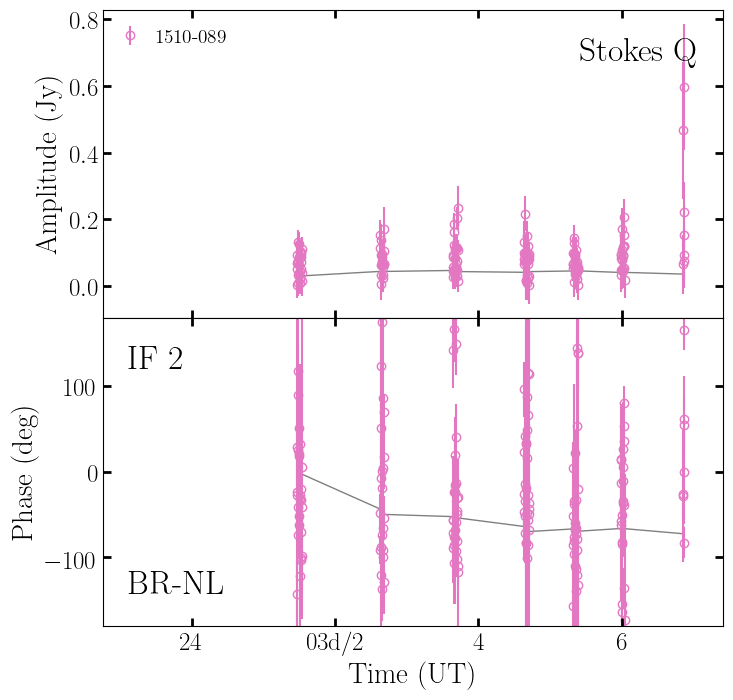 0.8
1510-089
Stokes Q
0.6
0.4
0.2
0.0
Amplitude (Jy)
IF 2
100
0
−100
Phase (deg)
BR-NL
24
03d/2
4
6
Time (UT)